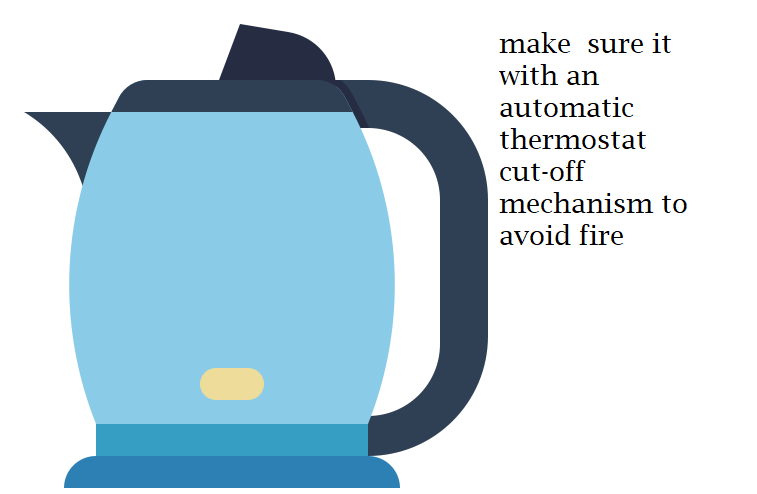 make  sure it
with an
automatic
thermostat
cut-off
mechanism to
avoid fire